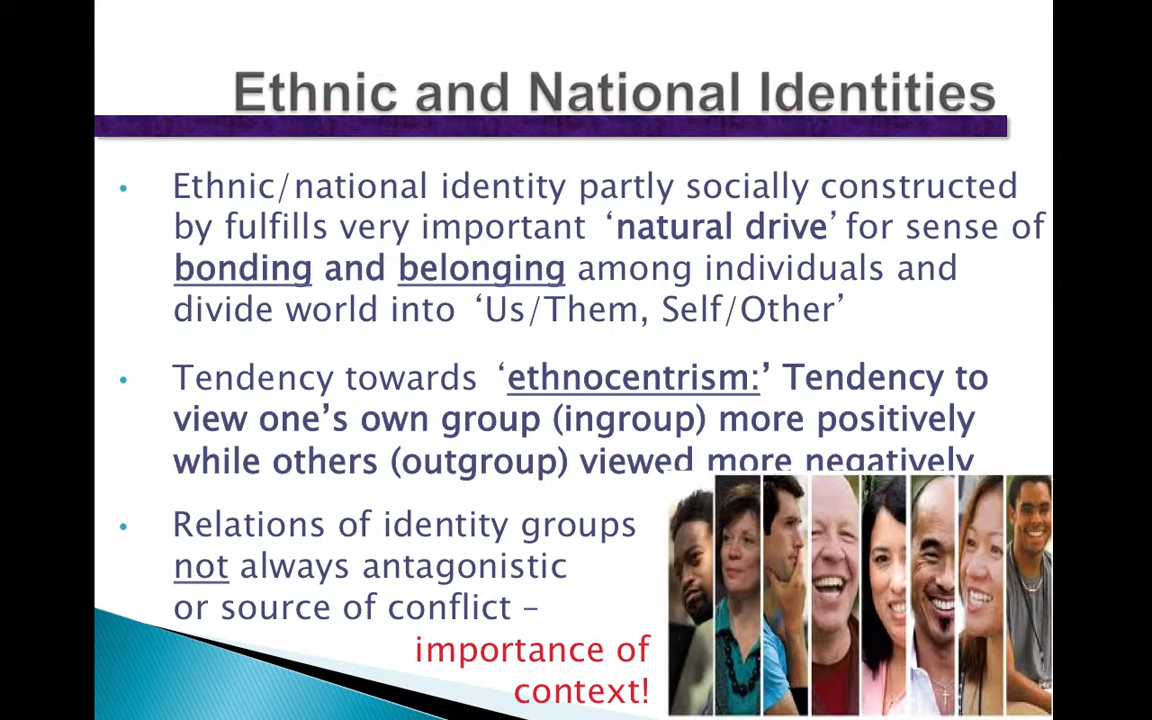 Ethnic and National Identities
• Ethnic/national identity partly socially constructed
by fulfills very important ‘natural drive’ for sense of
bonding and belonging among individuals and
divide world into ‘Us/Them, Self/Other’
• Tendency towards ‘ethnocentrism:’ Tendency to
view one’s own group (ingroup) more positively
while others (outgroup) viewed more negatively
• Relations of identity groups
not always antagonistic
or source of conflict –
importance of
context!